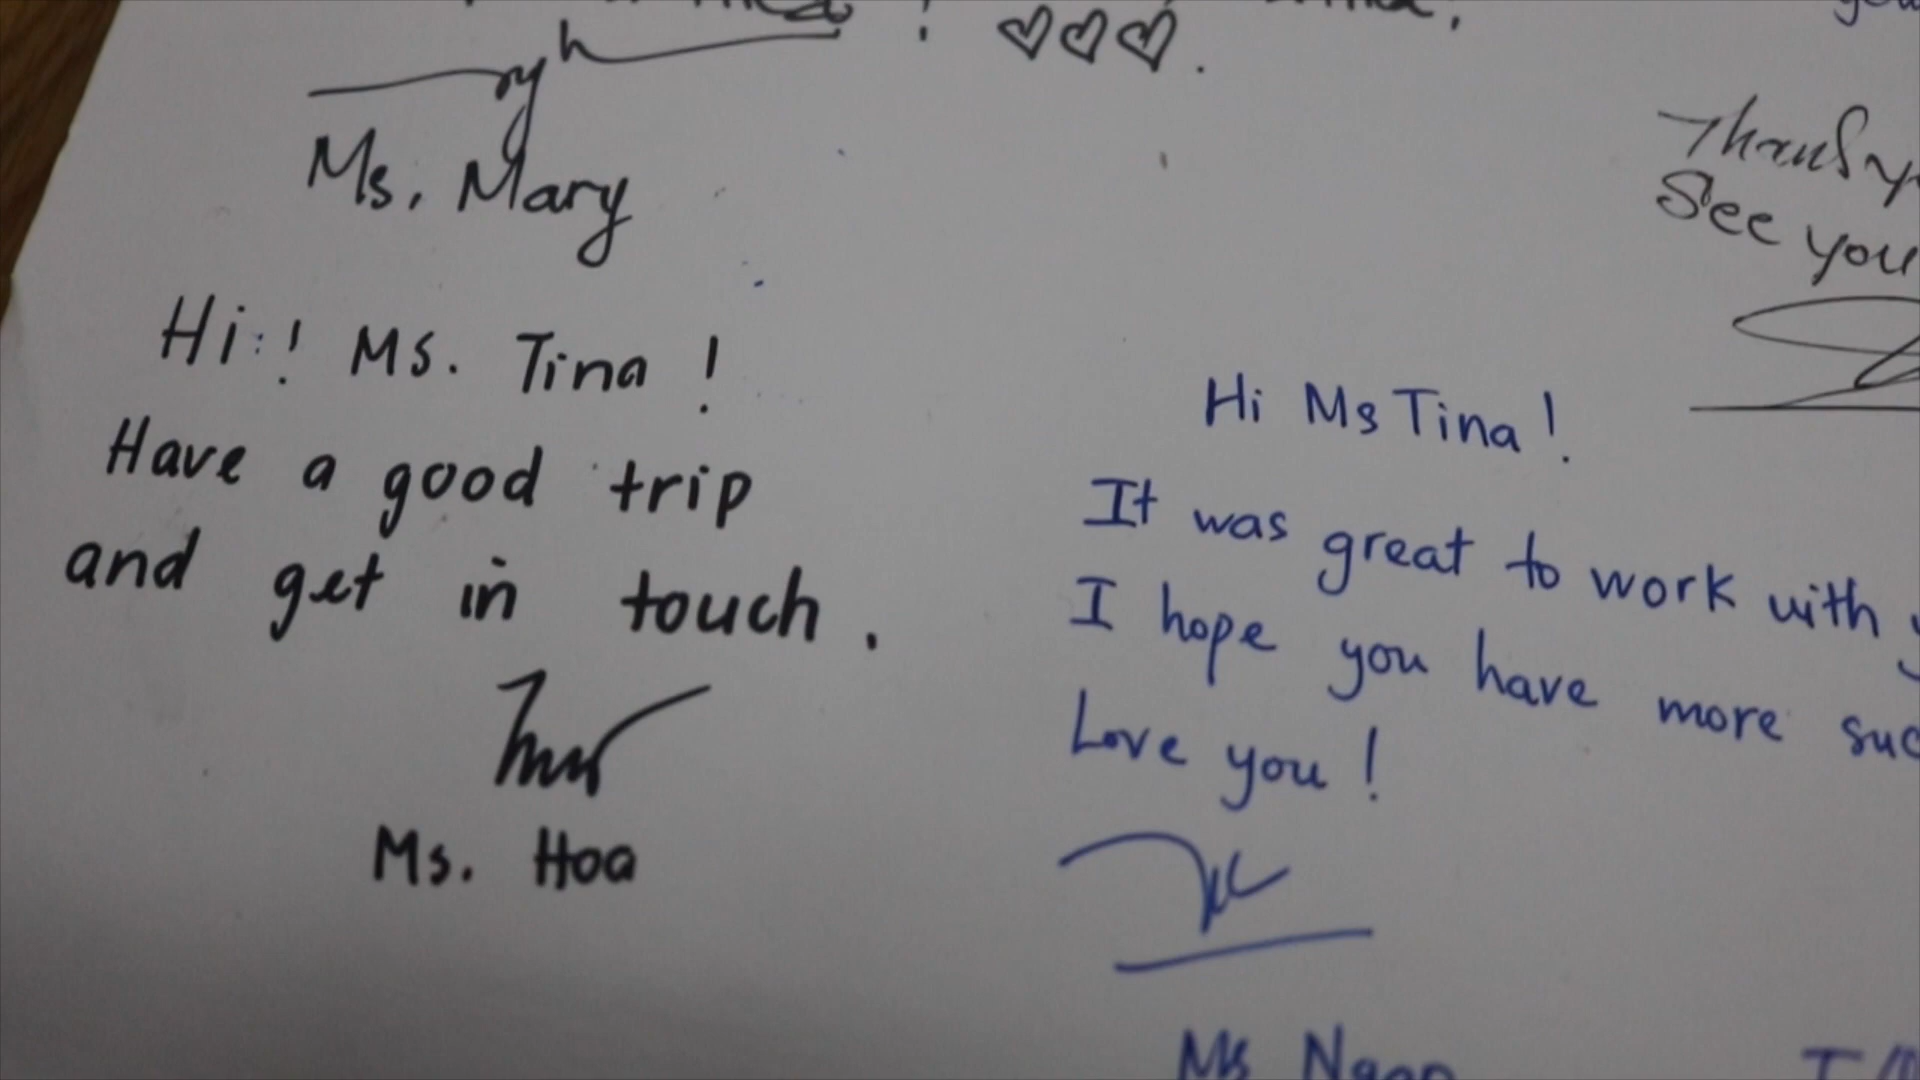 Ms. Mary
Hi! Ms. Tina!
Have a good trip
and get in touch.
Ms. Hoa
See you
Hi Ms Tina!
It was great to work with
I hope you have more
Love you!
Ms